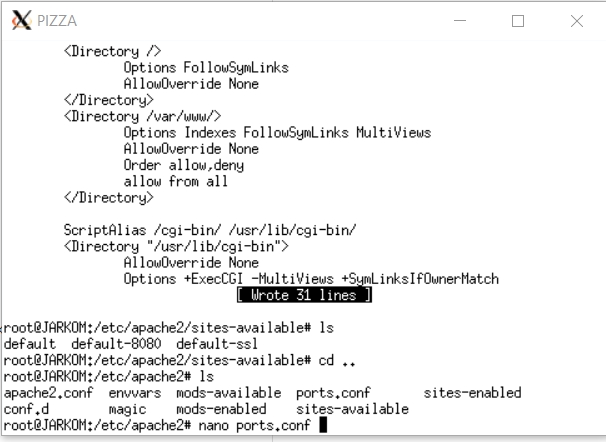 PIZZA
<Directory />
Options FollowSymLinks
AllowOverride None
</Directory>
<Directory /var/www/>
Options Indexes FollowSymLinks MultiViews
AllowOverride None
Order allow,deny
allow from all
</Directory>
ScriptAlias /cgi-bin/ /usr/lib/cgi-bin/
<Directory "/usr/lib/cgi-bin">
AllowOverride None
Options +ExecCGI -MultiViews +SymLinksIfOwnerMatch
[ Wrote 31 lines ]
root@JARKOM:/etc/apache2/sites-available# ls
default  default-8080  default-ssl
root@JARKOM:/etc/apache2/sites-available# cd ..
root@JARKOM:/etc/apache2# ls
apache2.conf  envvars  mods-available  ports.conf       sites-enabled
conf.d        magic    mods-enabled    sites-available
root@JARKOM:/etc/apache2# nano ports.conf